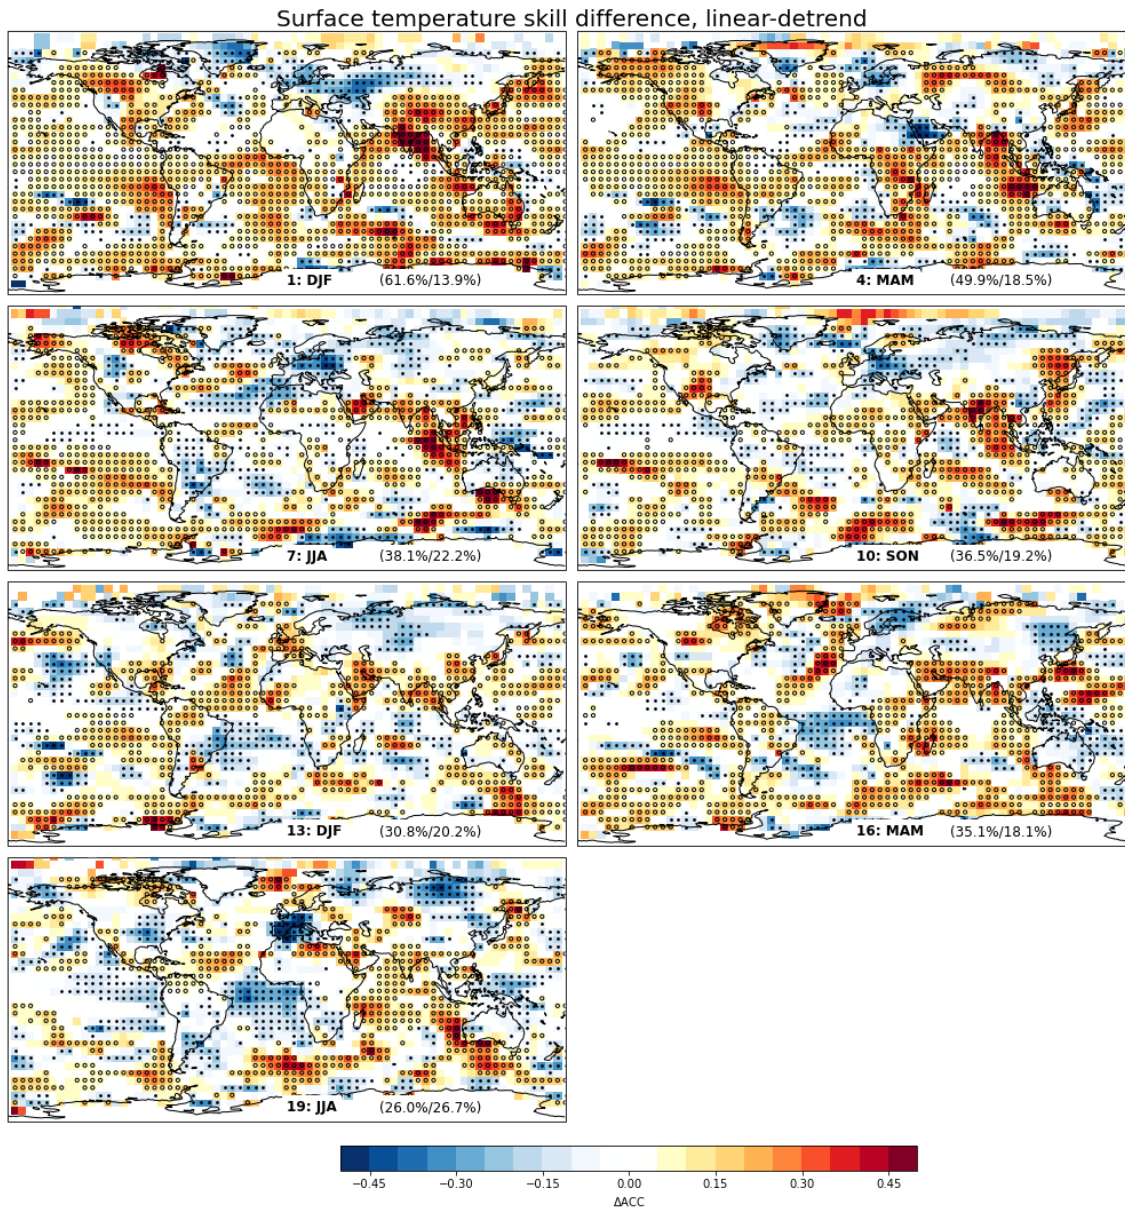 Surface temperature skill difference, linear-detrend
1: DJF (61.6%/13.9%)
4: MAM (49.9%/18.5%)
7: JJA (38.1%/22.2%)
10: SON (36.5%/19.2%)
13: DJF (30.8%/20.2%)
16: MAM (35.1%/18.1%)
19: JJA (26.0%/26.7%)
−0.45 −0.30 −0.15 0.00 0.15 0.30 0.45
ΔACC